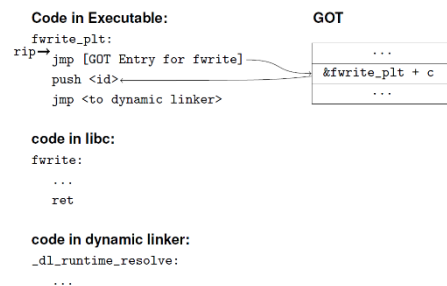 Code in Executable:
fwrite_plt:
rip
jmp [GOT Entry for fwrite]
push <id>
jmp <to dynamic linker>
GOT
...
&fwrite_plt + c
...
code in libc:
fwrite:
...
ret
code in dynamic linker:
_dl_runtime_resolve:
...